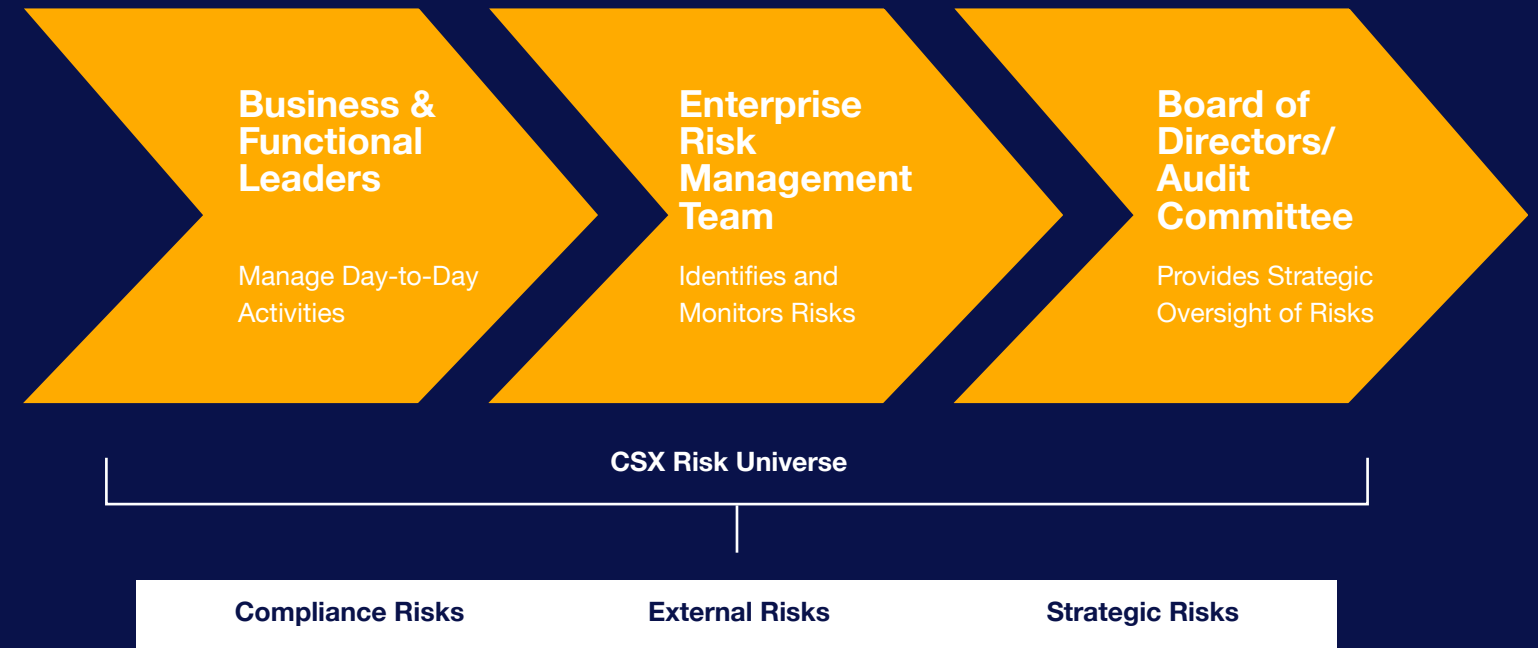 Business &
Functional
Leaders
Manage Day-to-Day
Activities
Enterprise
Risk
Management
Team
Identifies and
Monitors Risks
Board of
Directors/
Audit
Committee
Provides Strategic
Oversight of Risks
CSX Risk Universe
Compliance Risks
External Risks
Strategic Risks